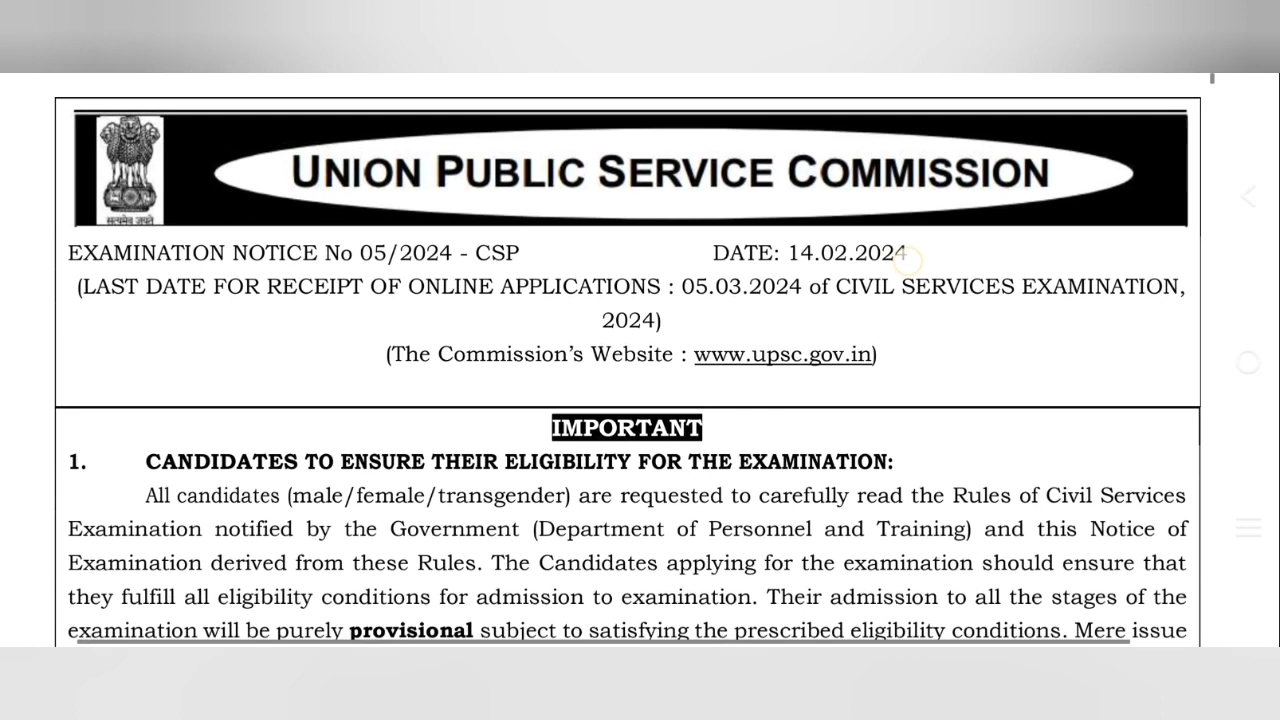 सत्यमेव जयते
UNION PUBLIC SERVICE COMMISSION
EXAMINATION NOTICE No 05/2024 - CSP DATE: 14.02.2024
(LAST DATE FOR RECEIPT OF ONLINE APPLICATIONS : 05.03.2024 of CIVIL SERVICES EXAMINATION,
2024)
(The Commission’s Website : www.upsc.gov.in)
IMPORTANT
1. CANDIDATES TO ENSURE THEIR ELIGIBILITY FOR THE EXAMINATION:
All candidates (male/female/transgender) are requested to carefully read the Rules of Civil Services
Examination notified by the Government (Department of Personnel and Training) and this Notice of
Examination derived from these Rules. The Candidates applying for the examination should ensure that
they fulfill all eligibility conditions for admission to examination. Their admission to all the stages of the
examination will be purely provisional subject to satisfying the prescribed eligibility conditions. Mere issue